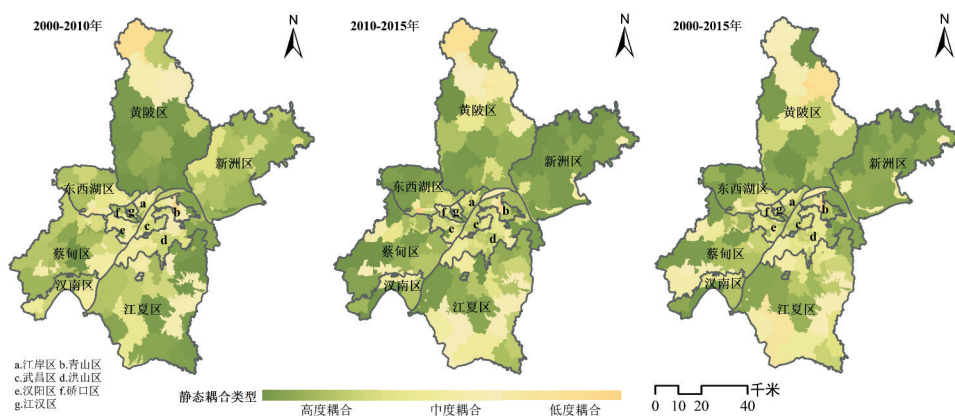 2000-2010年
N
黄陂区
新洲区
东西湖区
a
b
f
g
c
e
d
蔡甸区
汉南区
江夏区
a.江岸区 b.青山区
c.武昌区 d.洪山区
e.汉阳区 f.硚口区
g.江汉区
2010-2015年
N
黄陂区
新洲区
东西湖区
a
b
f
g
c
e
d
蔡甸区
汉南区
江夏区
2000-2015年
N
黄陂区
新洲区
东西湖区
a
b
f
g
c
e
d
蔡甸区
汉南区
江夏区
静态耦合类型
高度耦合 中度耦合 低度耦合
千米
0 10 20 40